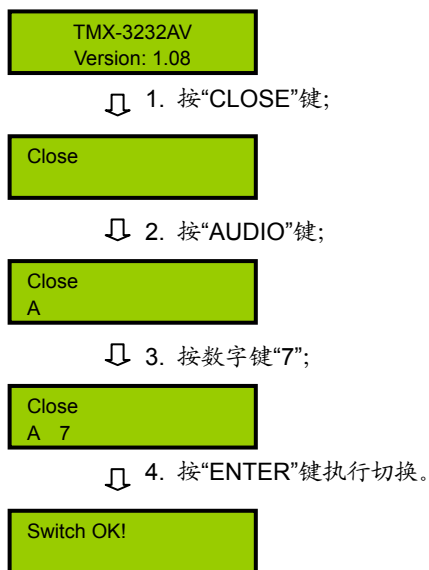 TMX-3232AV
Version: 1.08
1. 按“CLOSE”键;
Close
2. 按“AUDIO”键;
Close
A
3. 按数字键“7”;
Close
A 7
4. 按“ENTER”键执行切换。
Switch OK!